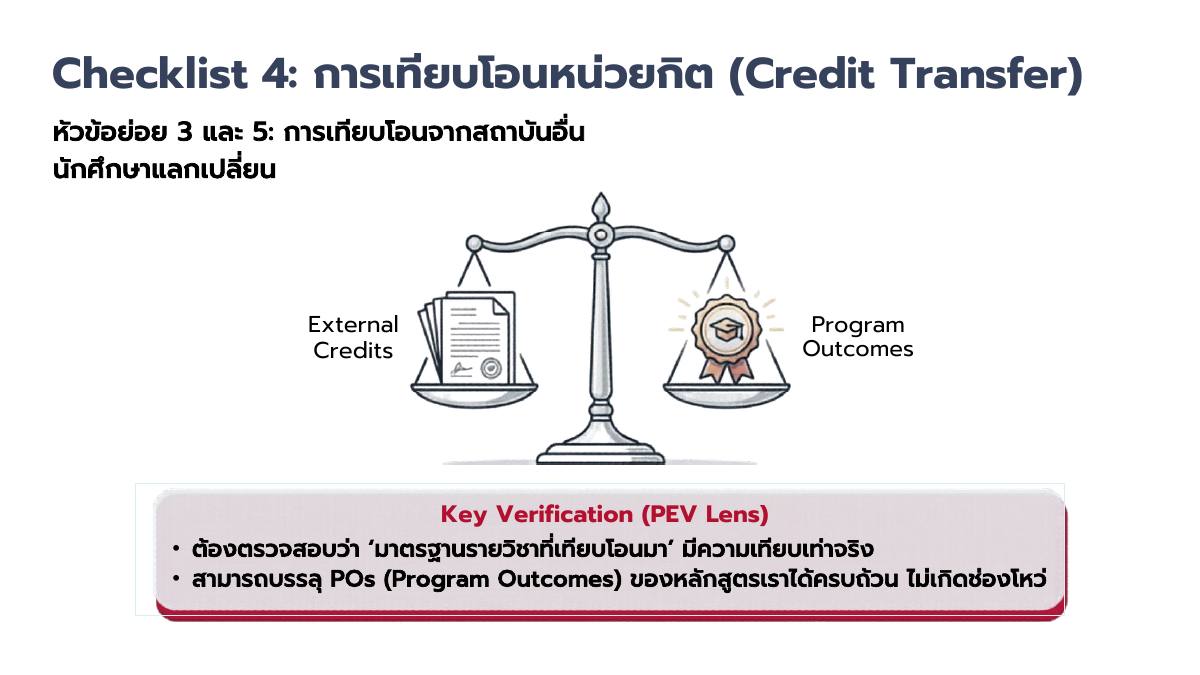 Checklist 4: การเทียบโอนหน่วยกิต (Credit Transfer)
หัวข้อย่อย 3 และ 5: การเทียบโอนจากสถาบันอื่น
นักศึกษาแลกเปลี่ยน
External
Credits
Program
Outcomes
Key Verification (PEV Lens)
• ต้องตรวจสอบว่า ‘มาตรฐานรายวิชาที่เทียบโอนมา’ มีความเทียบเท่าจริง
• สามารถบรรลุ POs (Program Outcomes) ของหลักสูตรเราได้ครบถ้วน ไม่เกิดช่องโหว่